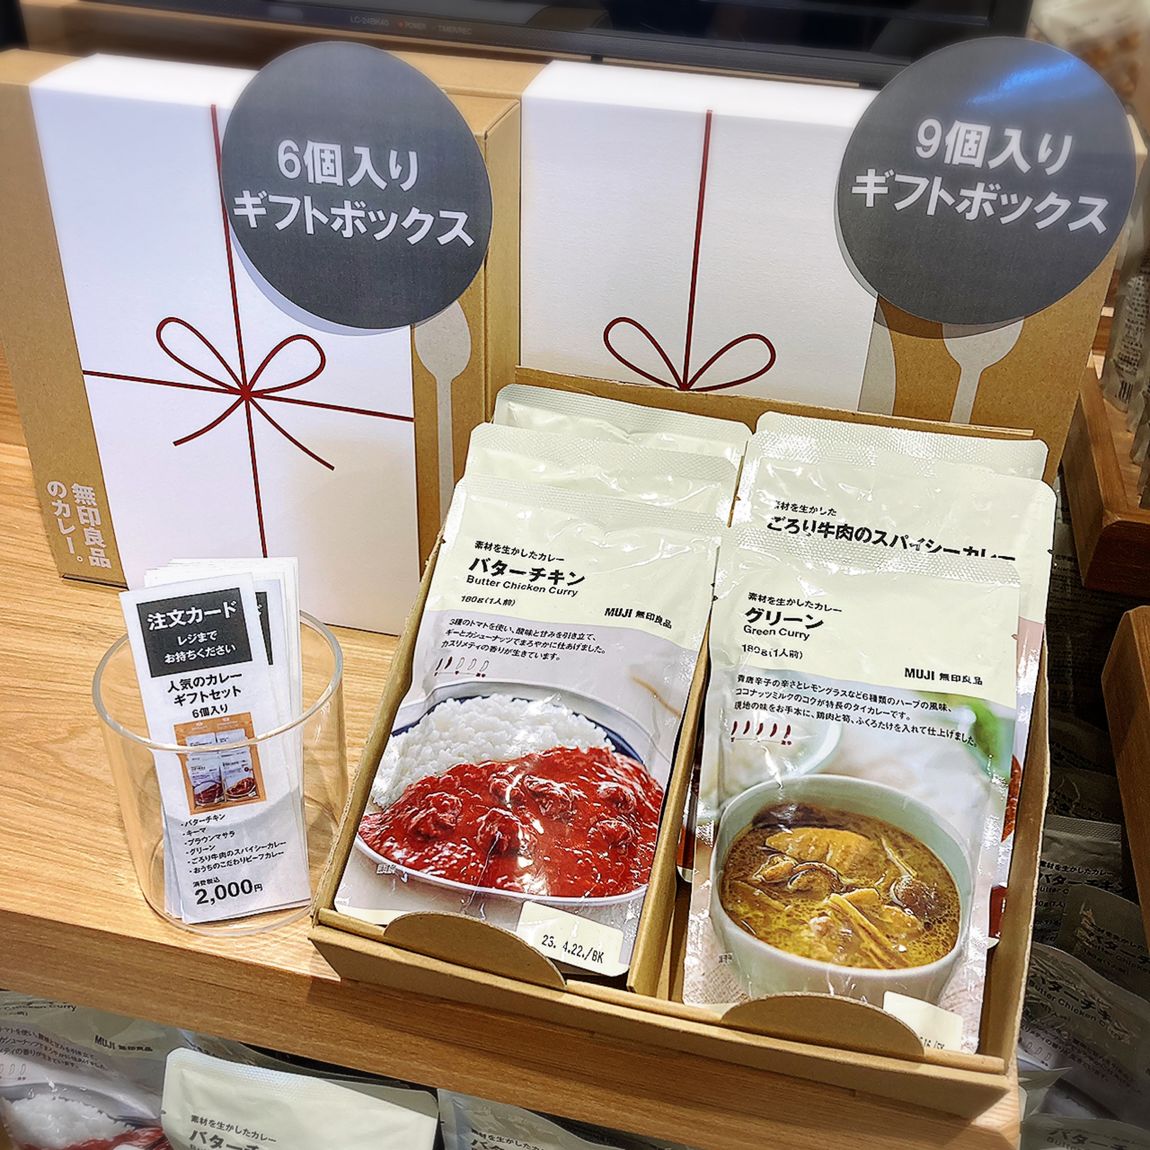 LC-24BK45
POWER
TIMER/REC
6個入り
ギフトボックス
9個入り
ギフトボックス
無印良品
のカレー。
注文カード
レジまで
お持ちください
人気のカレー
ギフトセット
6個入り
・バターチキン
・キーマ
・ブラウンマサラ
・グリーン
・ごろり牛肉のスパイシーカレー
・おうちのこだわりビーフカレー
消費税込
2,000円
素材を生かしたカレー
バターチキン
Butter Chicken Curry
180g(1人前)
MUJI 無印良品
3種のトマトを使い、酸味と甘みを引き立て、
ギーとカシューナッツでまろやかに仕あげました。
カスリメティの香りが生きています。
25. 4.22./BK
素材を生かした
ごろり牛肉のスパイシーカレー
素材を生かしたカレー
グリーン
Green Curry
180g(1人前)
MUJI 無印良品
青唐辛子の辛さとレモングラスなど6種類のハーブの風味、
ココナッツミルクのコクが特長のタイカレーです。
現地の味をお手本に、鶏肉と筍、ふくろたけを入れて仕上げました。
Butter Chicken Curry
MUJI 無印良品
素材を生かしたカレー
バターチキ